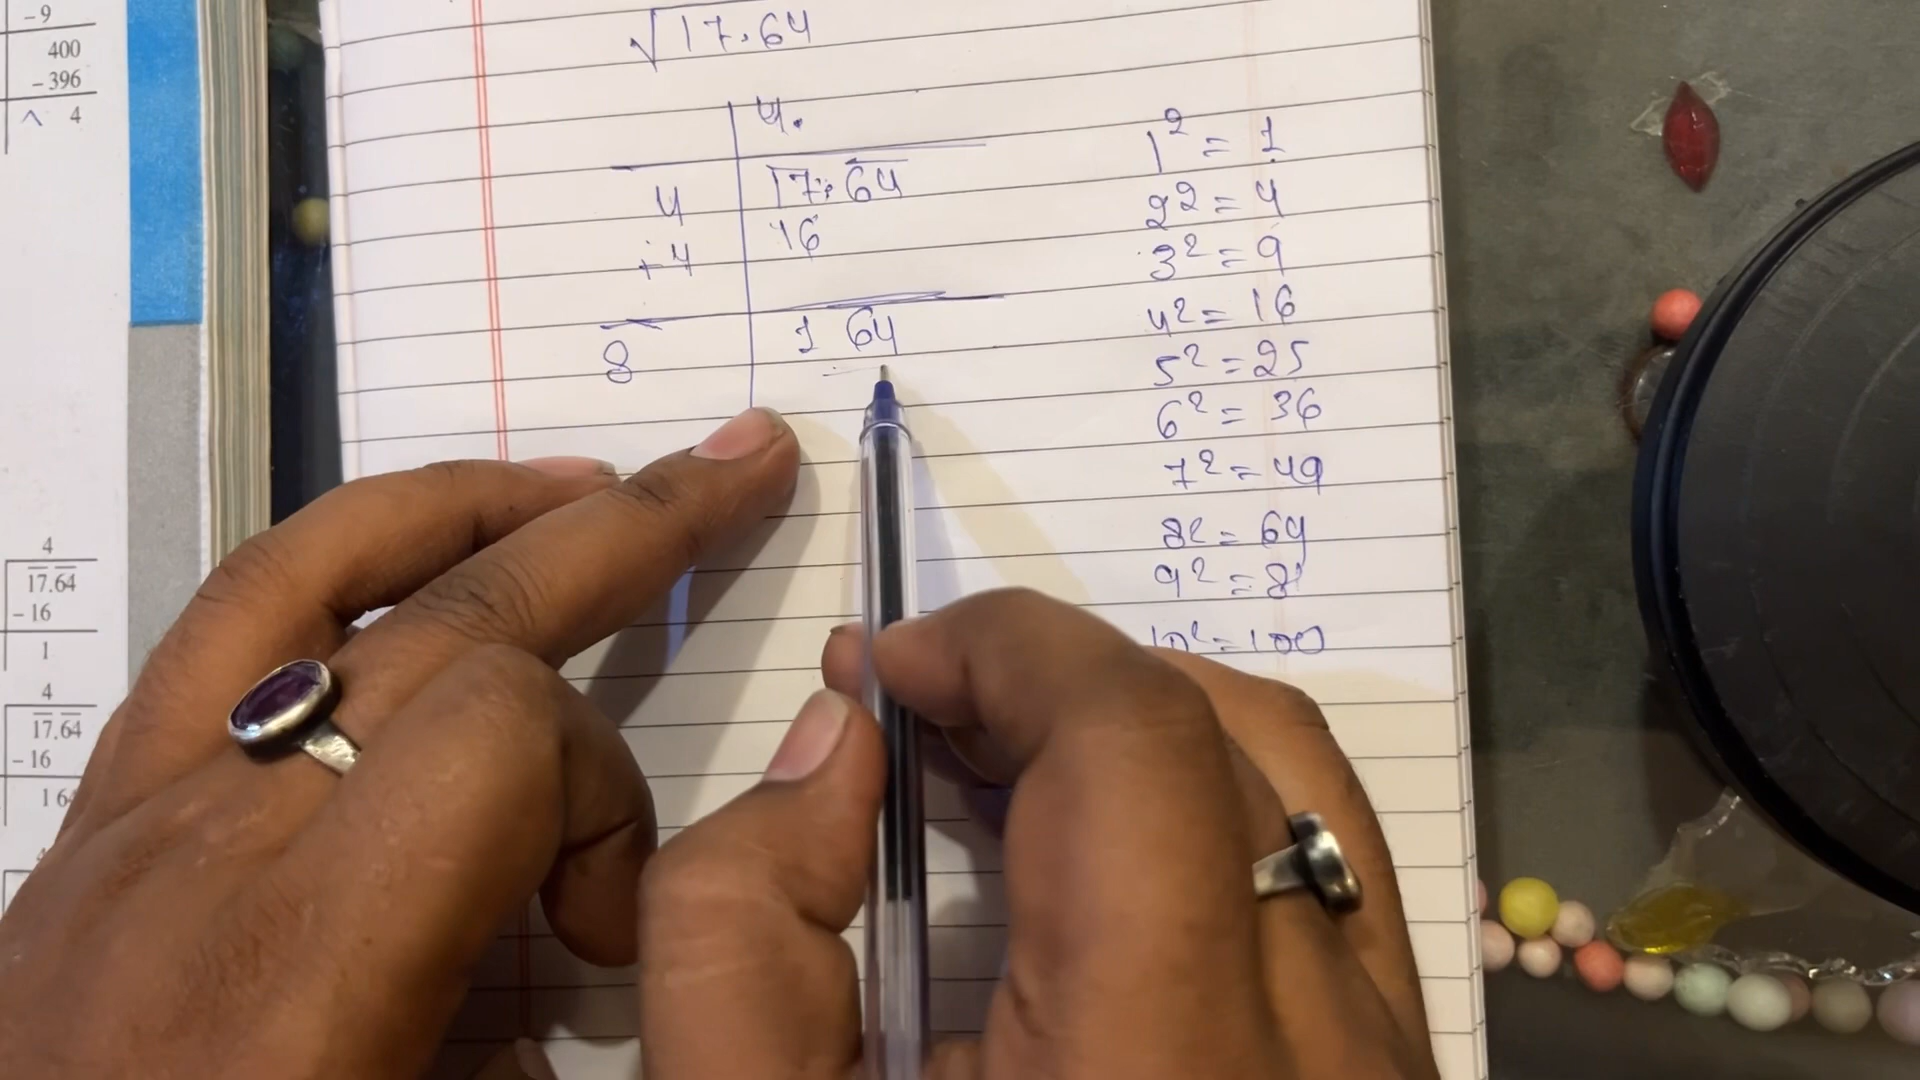 -9
400
-396
4
4
17.64
-16
1
4
17.64
-16
1 64
√17.64
4.
4 17.64
+4 16
8 1 64
1² = 1
2² = 4
3² = 9
4² = 16
5² = 25
6² = 36
7² = 49
8² = 64
9² = 81
10² = 100